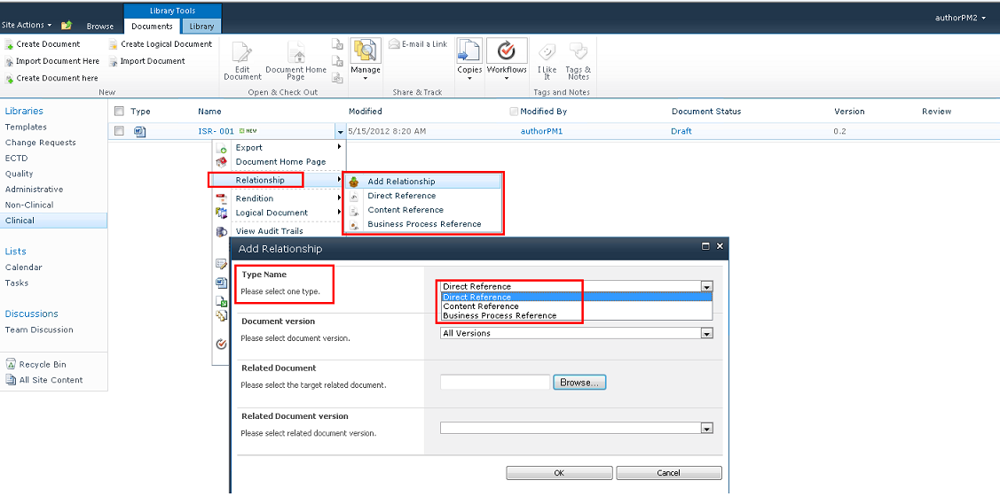 Library Tools
Site Actions
Browse
Documents
Library
authorPM2
Create Document
Import Document Here
Create Document here
Create Logical Document
Import Document
New
Edit
Document
Document Home
Page
Open & Check Out
Manage
E-mail a Link
Share & Track
Copies
Workflows
I Like
It
Tags &
Notes
Tags and Notes
Libraries
Templates
Change Requests
ECTD
Quality
Administrative
Non-Clinical
Clinical
Lists
Calendar
Tasks
Discussions
Team Discussion
Recycle Bin
All Site Content
Type Name Modified Modified By Document Status Version Review
ISR- 001 NEW 5/15/2012 8:20 AM authorPM1 Draft 0.2
Export
Document Home Page
Relationship
Rendition
Logical Document
View Audit Trails
Add Relationship
Direct Reference
Content Reference
Business Process Reference
Add Relationship
Type Name
Please select one type.
Direct Reference
Direct Reference
Content Reference
Business Process Reference
Document version
Please select document version.
All Versions
Related Document
Please select the target related document.
Browse...
Related Document version
Please select related document version.
OK
Cancel